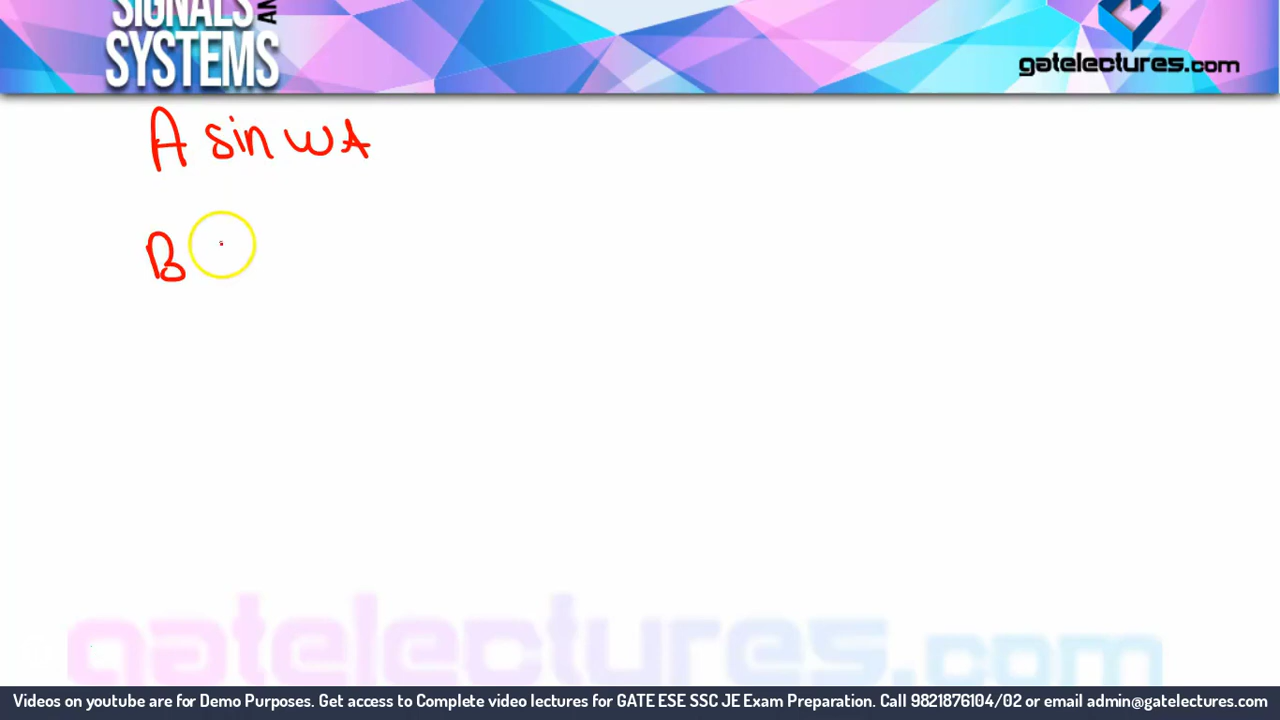 SIGNALS AND
SYSTEMS
gatelectures.com
A sin ωt
B
gatelectures.com
Videos on youtube are for Demo Purposes. Get access to Complete video lectures for GATE ESE SSC JE Exam Preparation. Call 9821876104/02 or email admin@gatelectures.com